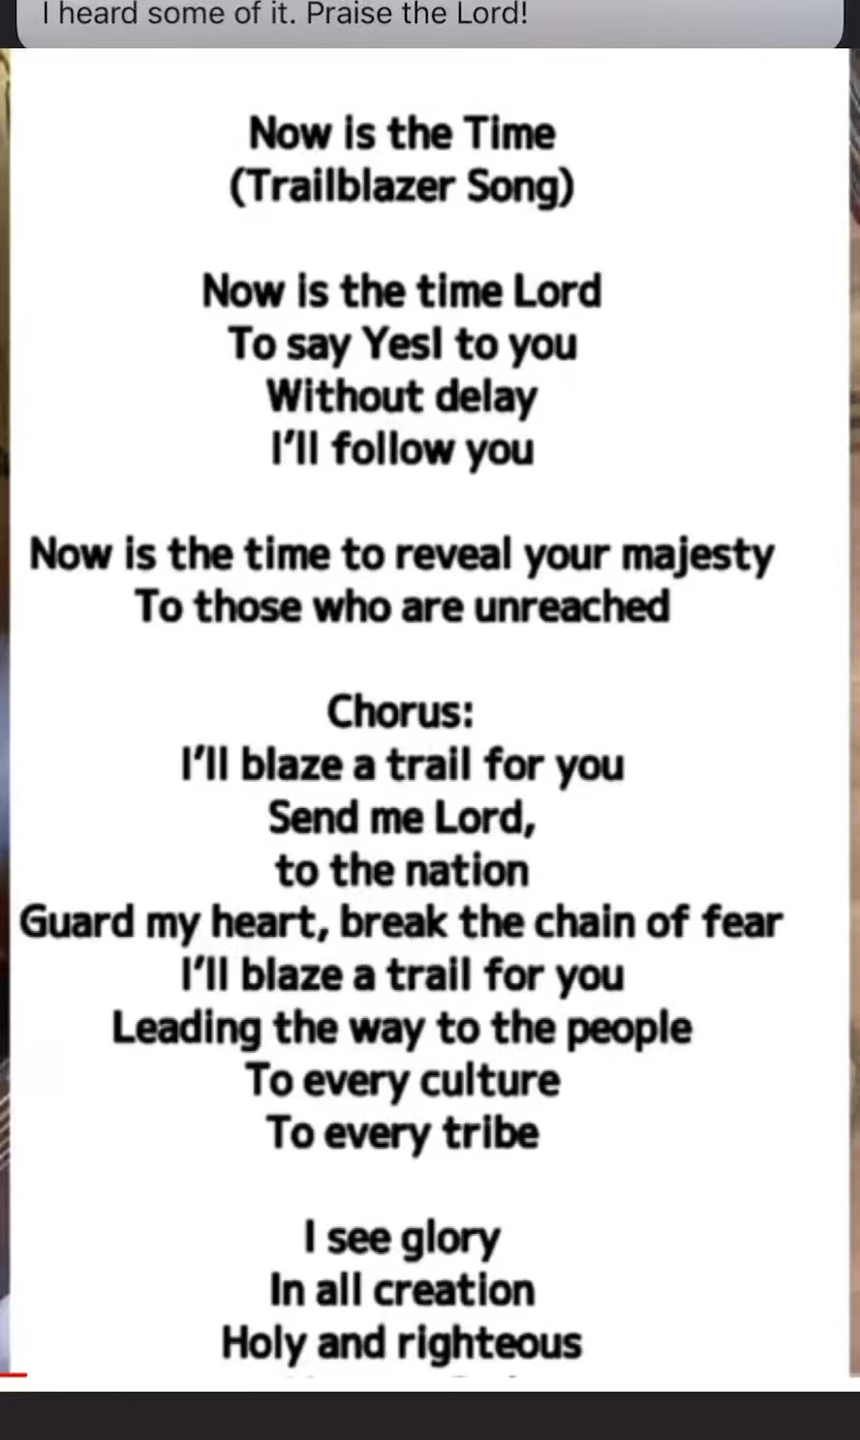 I heard some of it. Praise the Lord!
Now is the Time
(Trailblazer Song)
Now is the time Lord
To say YesI to you
Without delay
I'll follow you
Now is the time to reveal your majesty
To those who are unreached
Chorus:
I'll blaze a trail for you
Send me Lord,
to the nation
Guard my heart, break the chain of fear
I'll blaze a trail for you
Leading the way to the people
To every culture
To every tribe
I see glory
In all creation
Holy and righteous